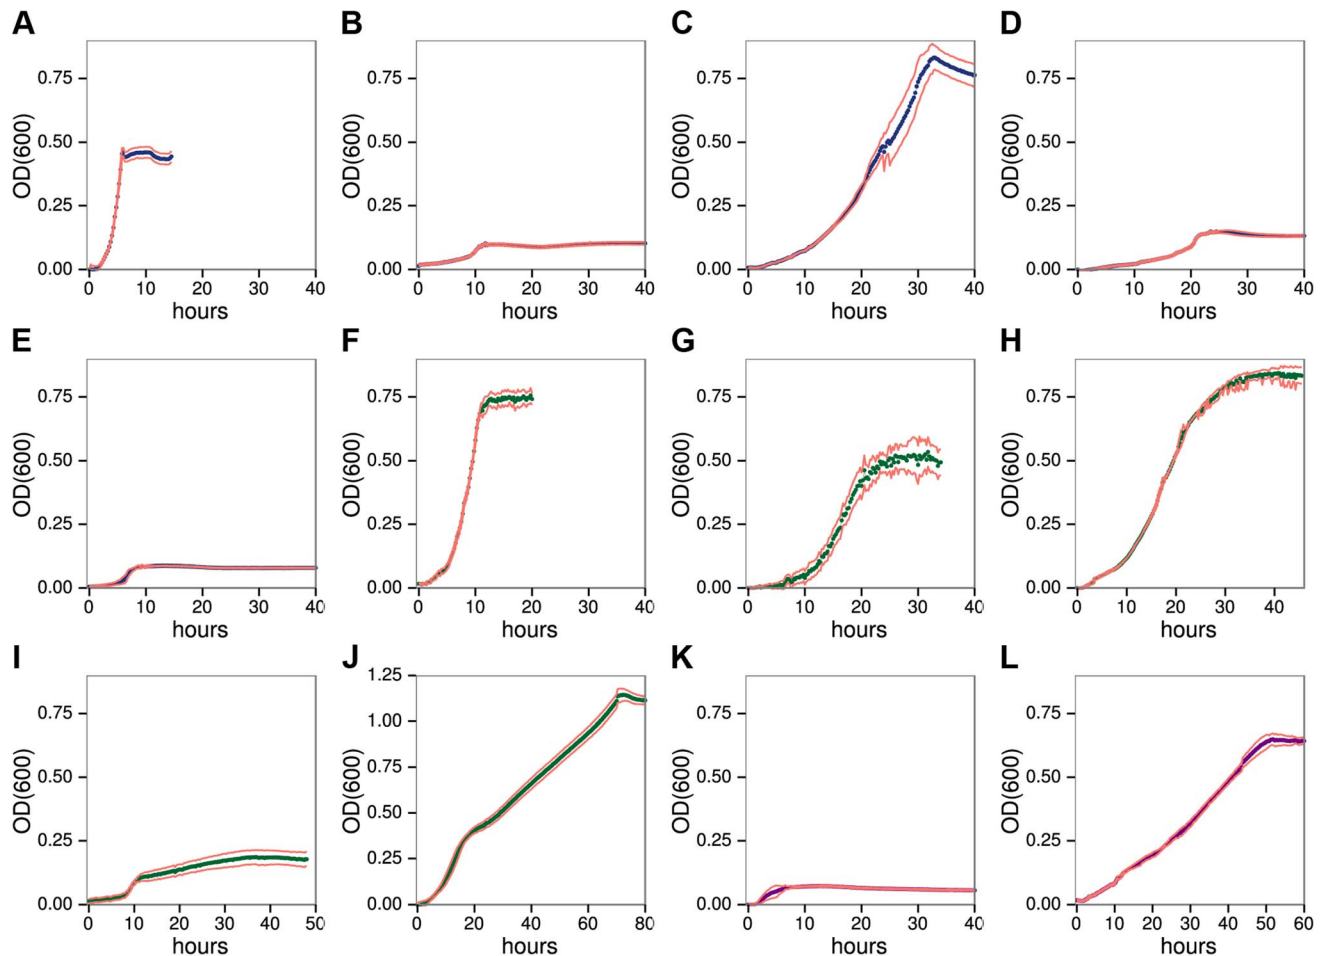 A B C D
OD(600) 0.75 0.50 0.25 0.00 OD(600) 0.75 0.50 0.25 0.00 OD(600) 0.75 0.50 0.25 0.00 OD(600) 0.75 0.50 0.25 0.00
0 10 20 30 40 0 10 20 30 40 0 10 20 30 40 0 10 20 30 40
hours hours hours hours
E F G H
OD(600) 0.75 0.50 0.25 0.00 OD(600) 0.75 0.50 0.25 0.00 OD(600) 0.75 0.50 0.25 0.00 OD(600) 0.75 0.50 0.25 0.00
0 10 20 30 40 0 10 20 30 40 0 10 20 30 40 0 10 20 30 40
hours hours hours hours
I J K L
OD(600) 0.75 0.50 0.25 0.00 OD(600) 1.25 1.00 0.75 0.50 0.25 0.00 OD(600) 0.75 0.50 0.25 0.00 OD(600) 0.75 0.50 0.25 0.00
0 10 20 30 40 50 0 20 40 60 80 0 10 20 30 40 0 10 20 30 40 50 60
hours hours hours hours